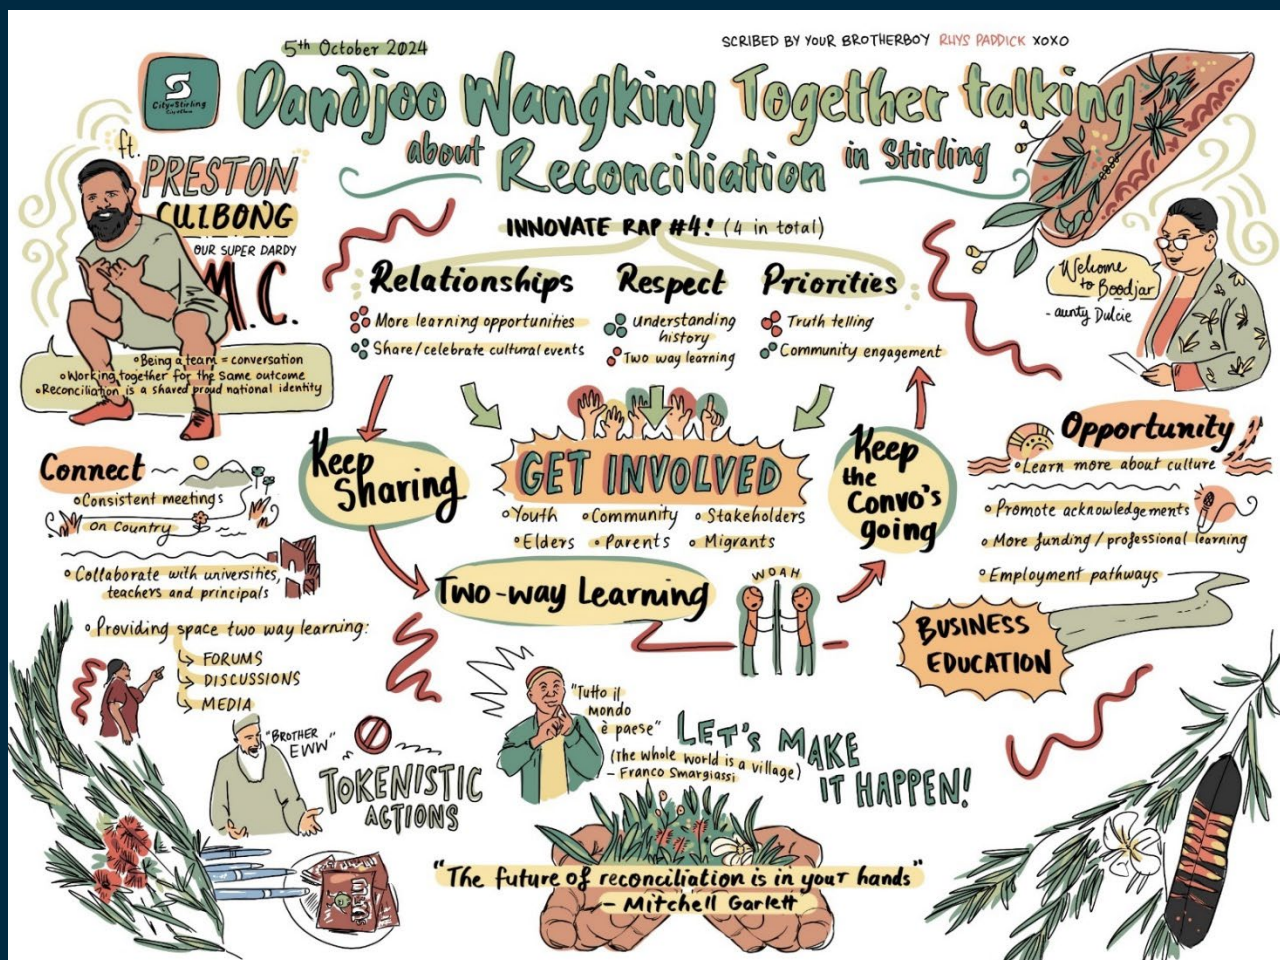 5th October 2024
SCRIBED BY YOUR BROTHERBOY RHYS PADDICK XOXO
City of Stirling
Dandjoo Wangkiny Together talking
about Reconciliation in Stirling
ft.
PRESTON
CULBONG
OUR SUPER DARDY
M.C.
• Being a team = conversation
• Working together for the same outcome
• Reconciliation is a shared proud national identity
INNOVATE RAP #4! (4 in total)
Relationships
More learning opportunities
Share/celebrate cultural events
Respect
Understanding
history
Two way learning
Priorities
Truth telling
Community engagement
Welcome
to Boodjar
- aunty Dulcie
Connect
• Consistent meetings
on Country
• Collaborate with universities,
teachers and principals
• Providing space two way learning:
FORUMS
DISCUSSIONS
MEDIA
Keep
Sharing
GET INVOLVED
• Youth • Community • Stakeholders
• Elders • Parents • Migrants
Two-way Learning
WOAH
Keep
the
Convo's
going
Opportunity
• Learn more about culture
• Promote acknowledgements
• More funding / professional learning
• Employment pathways
BUSINESS
EDUCATION
"BROTHER
EWW"
TOKENISTIC
ACTIONS
"Tutto il
mondo
è paese"
(The whole world is a village)
- Franco Smargiassi
LET'S MAKE
IT HAPPEN!
"The future of reconciliation is in your hands"
- Mitchell Garlett